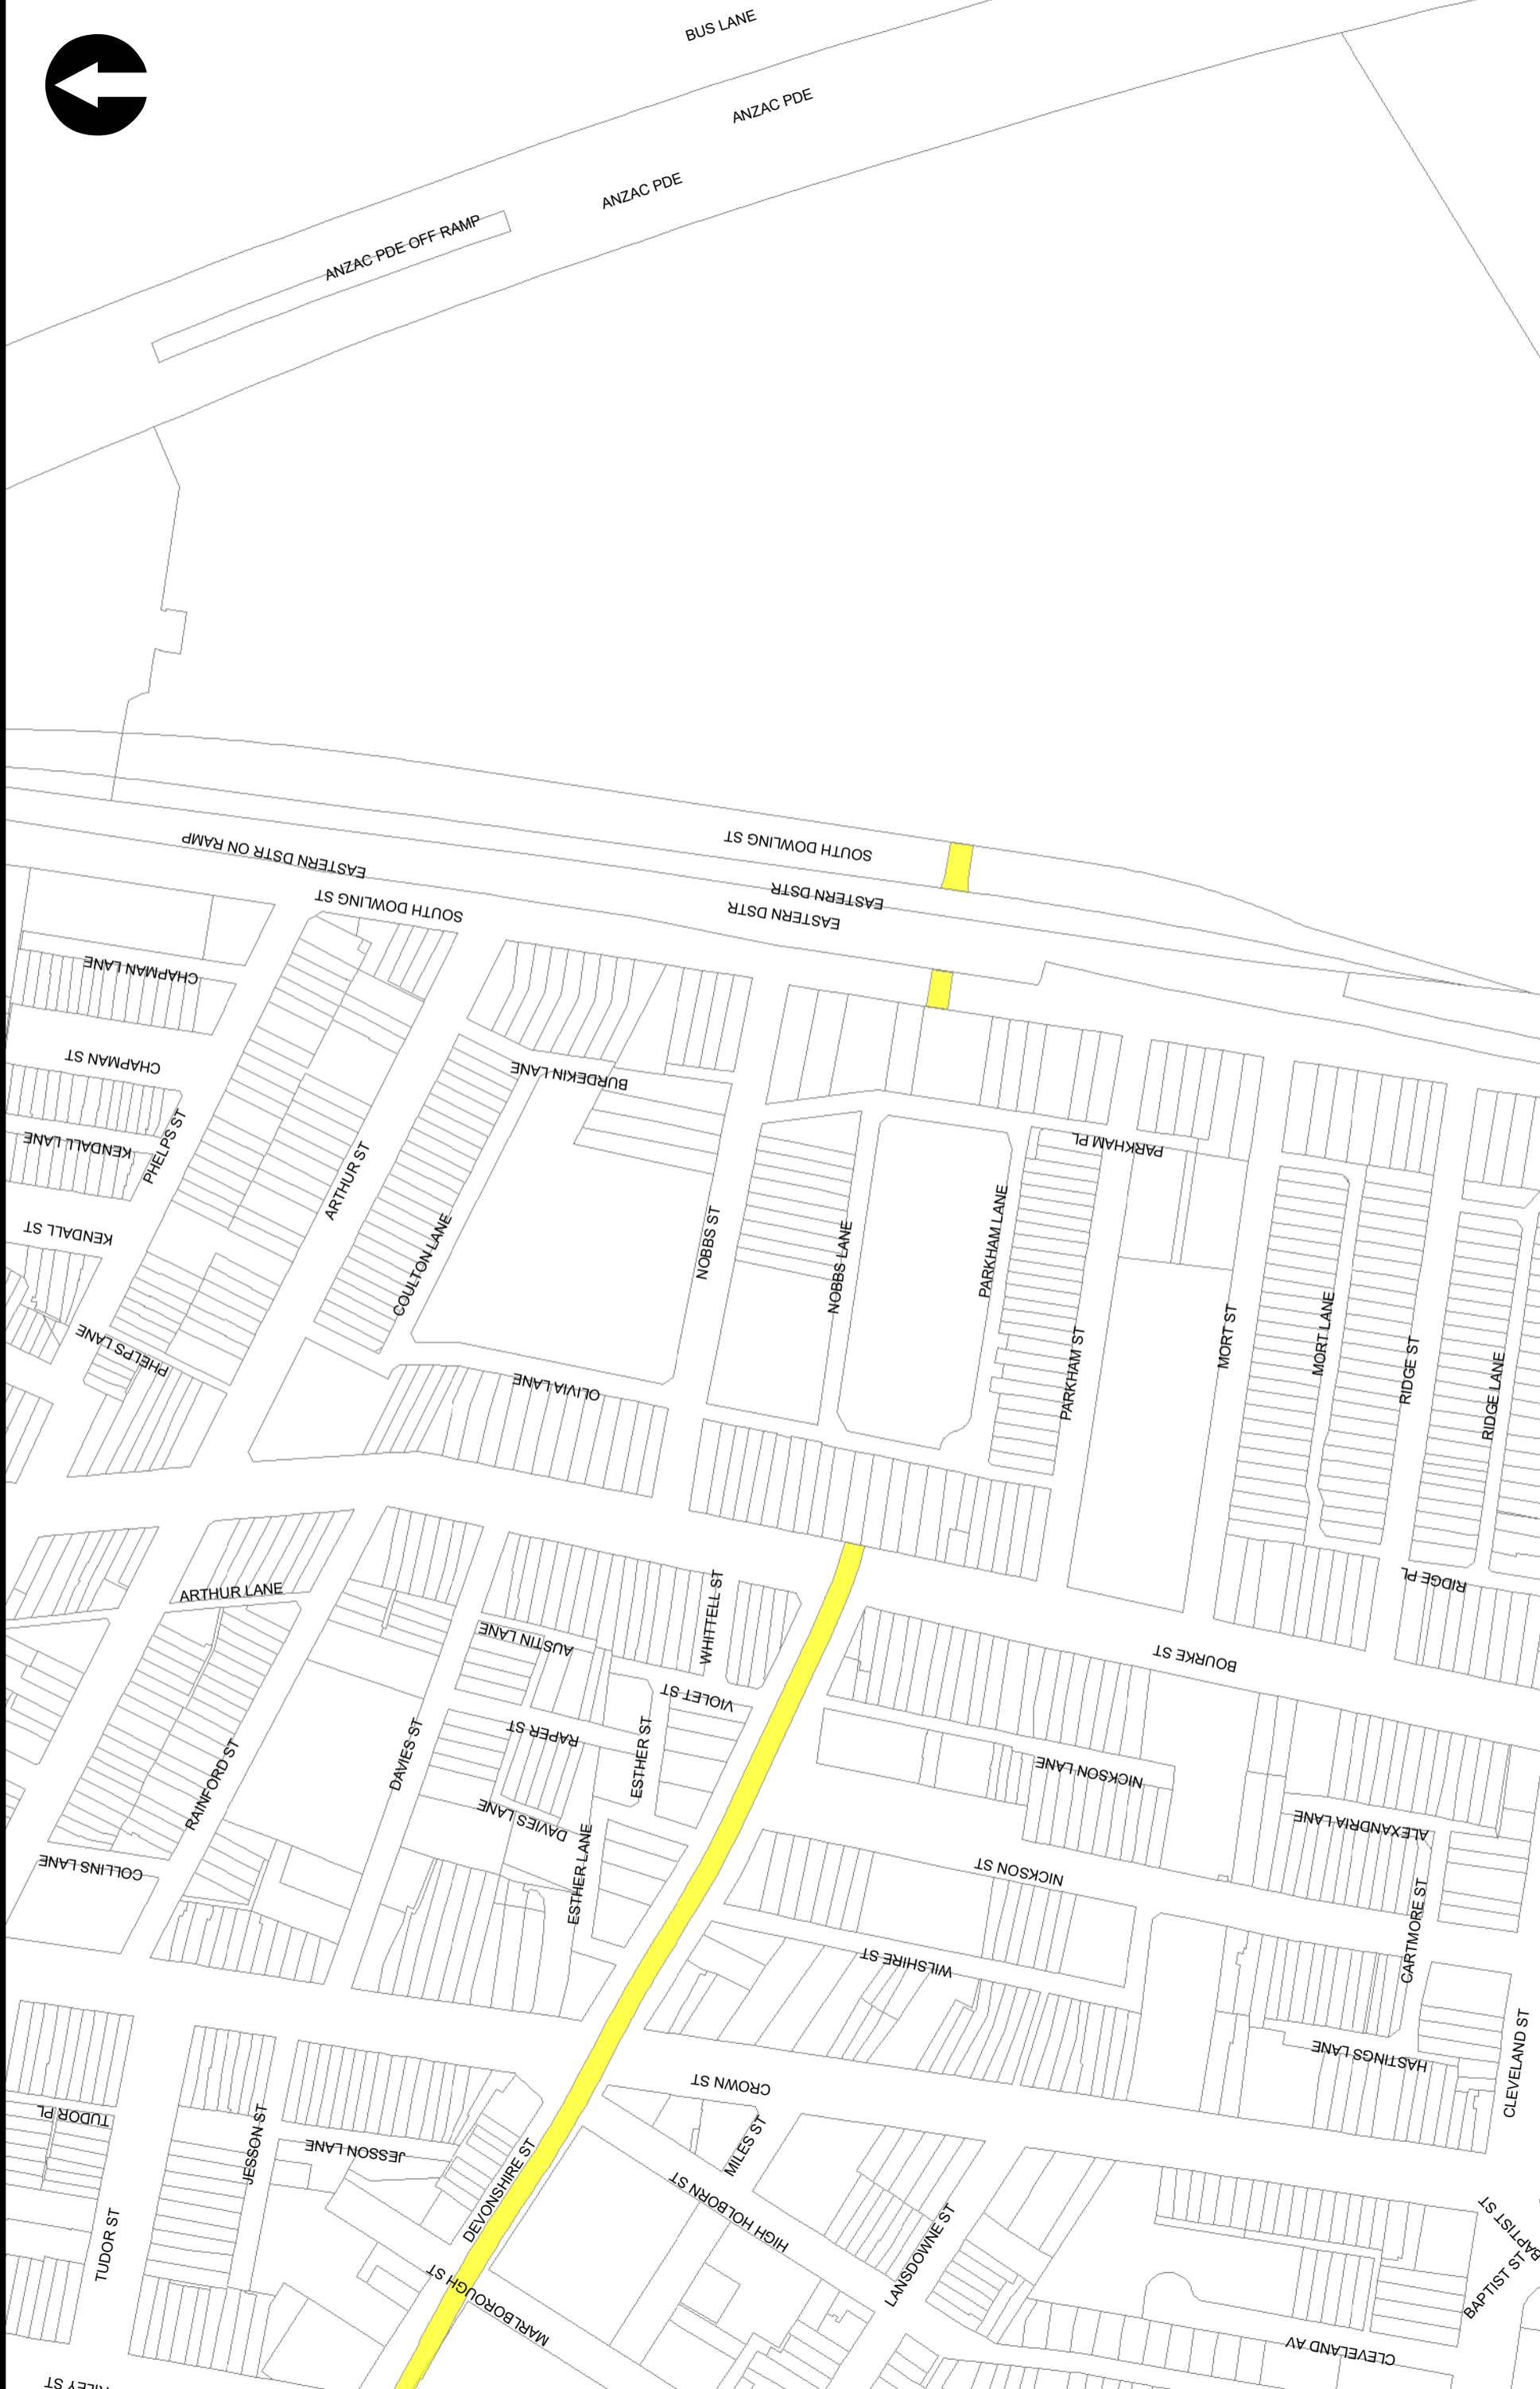 BUS LANE
ANZAC PDE
ANZAC PDE
ANZAC PDE OFF RAMP
SOUTH DOWLING ST
EASTERN DSTR ON RAMP
EASTERN DSTR
EASTERN DSTR
SOUTH DOWLING ST
CHAPMAN LANE
CHAPMAN ST
BURDEKIN LANE
KENDALL LANE
PHELPS ST
PARKHAM PL
ARTHUR ST
KENDALL ST
COULTON LANE
NOBBS ST
NOBBS LANE
PARKHAM LANE
PHELPS LANE
OLIVIA LANE
PARKHAM ST
MORT ST
MORT LANE
RIDGE ST
RIDGE LANE
RIDGE PL
ARTHUR LANE
WHITTELL ST
AUSTIN LANE
BOURKE ST
VIOLET ST
RAPER ST
ESTHER ST
DAVIES ST
RAINFORD ST
NICKSON LANE
DAVIES LANE
ALEXANDRIA LANE
COLLINS LANE
ESTHER LANE
NICKSON ST
CARTMORE ST
WILSHIRE ST
HASTINGS LANE
CLEVELAND ST
CROWN ST
TUDOR PL
JESSON ST
JESSON LANE
MILES ST
DEVONSHIRE ST
HIGH HOLBORN ST
TUDOR ST
LANSDOWNE ST
BAPTIST ST
BAPTIST ST
MARLBOROUGH ST
CLEVELAND AV
RILEY ST